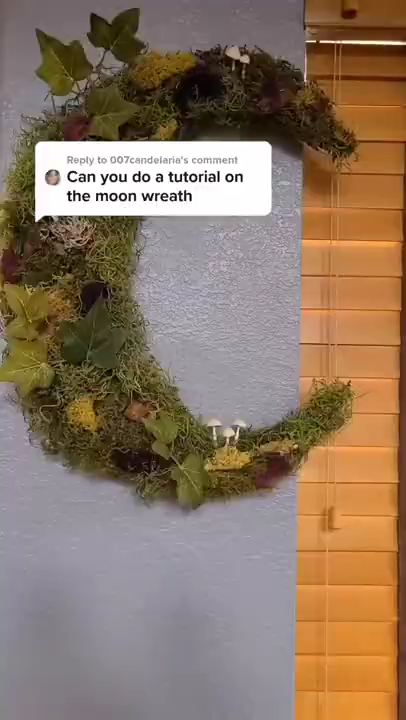 Reply to 007candelaria's comment
Can you do a tutorial on
the moon wreath